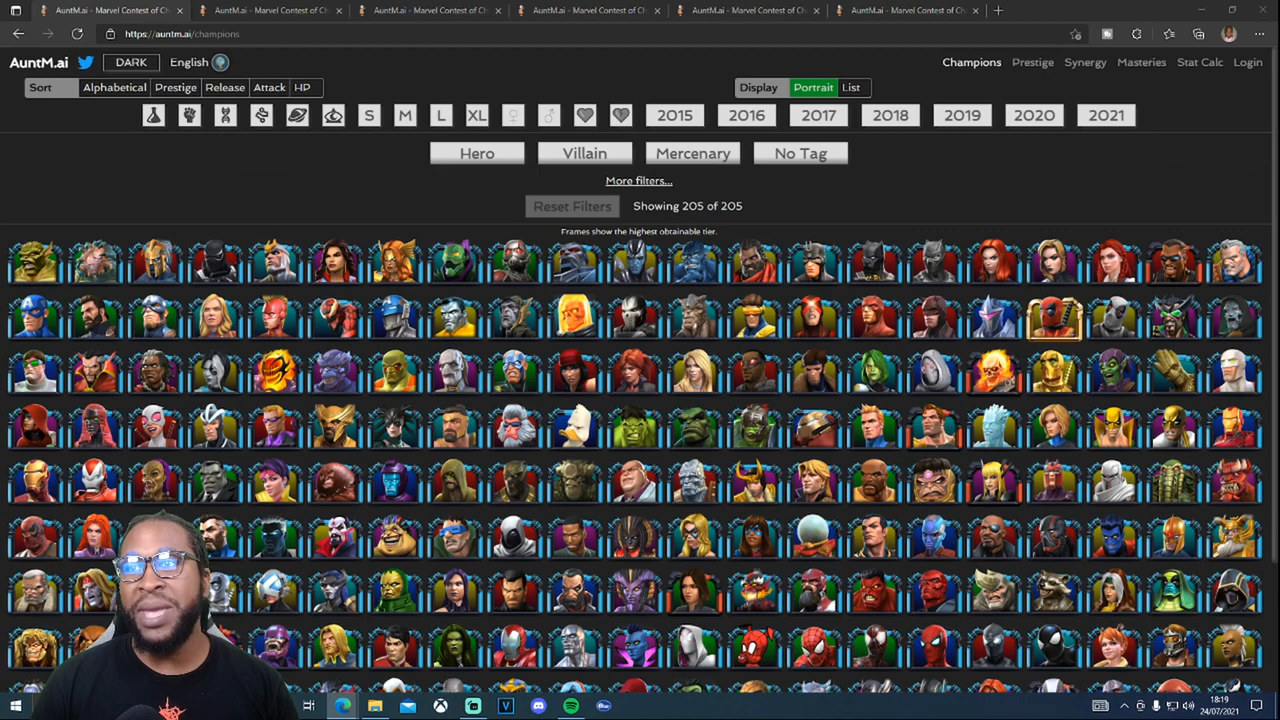 AuntM.ai - Marvel Contest of Ch
AuntM.ai - Marvel Contest of Ch
AuntM.ai - Marvel Contest of Ch
AuntM.ai - Marvel Contest of Ch
AuntM.ai - Marvel Contest of Ch
AuntM.ai - Marvel Contest of Ch
https://auntm.ai/champions
AuntM.ai DARK English Champions Prestige Synergy Masteries Stat Calc Login
Sort Alphabetical Prestige Release Attack HP Display Portrait List
S M L XL ♀ ♂ 2015 2016 2017 2018 2019 2020 2021
Hero Villain Mercenary No Tag
More filters...
Reset Filters Showing 205 of 205
Frames show the highest obtainable tier.
18:19
24/07/2021